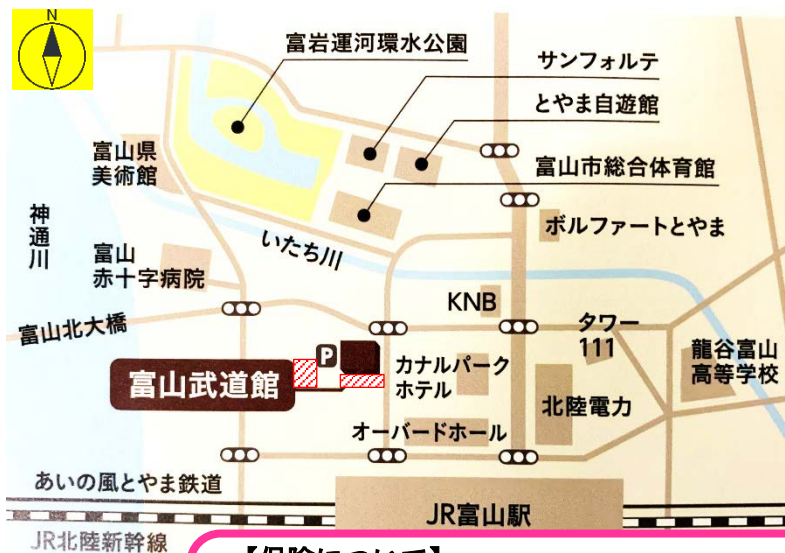 N
富岩運河環水公園
サンフォルテ
とやま自遊館
富山県
美術館
富山市総合体育館
神通川
ボルファートとやま
いたち川
富山
赤十字病院
KNB
富山北大橋
タワー
111
P
龍谷富山
高等学校
カナルパーク
ホテル
富山武道館
北陸電力
オーバードホール
あいの風とやま鉄道
JR富山駅
JR北陸新幹線
【保険について】